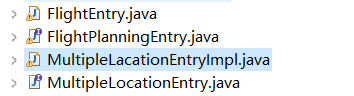 FlightEntry.java
FlightPlanningEntry.java
MultipleLacationEntryImpl.java
MultipleLocationEntry.java